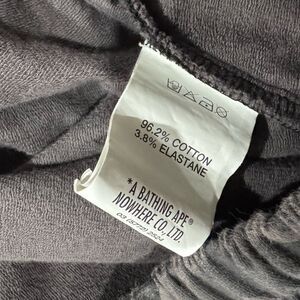 96.2% COTTON
3.8% ELASTANE
*A BATHING APE®
NOWHERE CO., LTD.